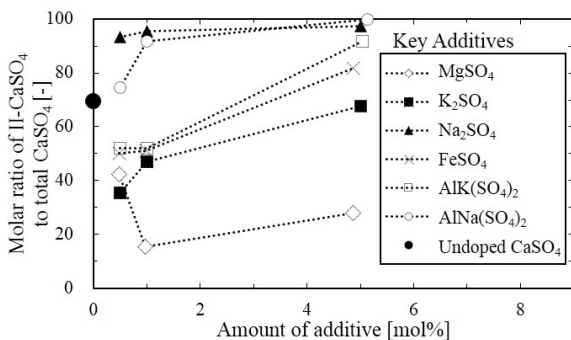 100
80
60
40
20
0
Molar ratio of II-CaSO₄
to total CaSO₄ [-]
0
2
4
6
8
Amount of additive [mol%]
Key Additives
MgSO₄
K₂SO₄
Na₂SO₄
FeSO₄
AlK(SO₄)₂
AlNa(SO₄)₂
Undoped CaSO₄